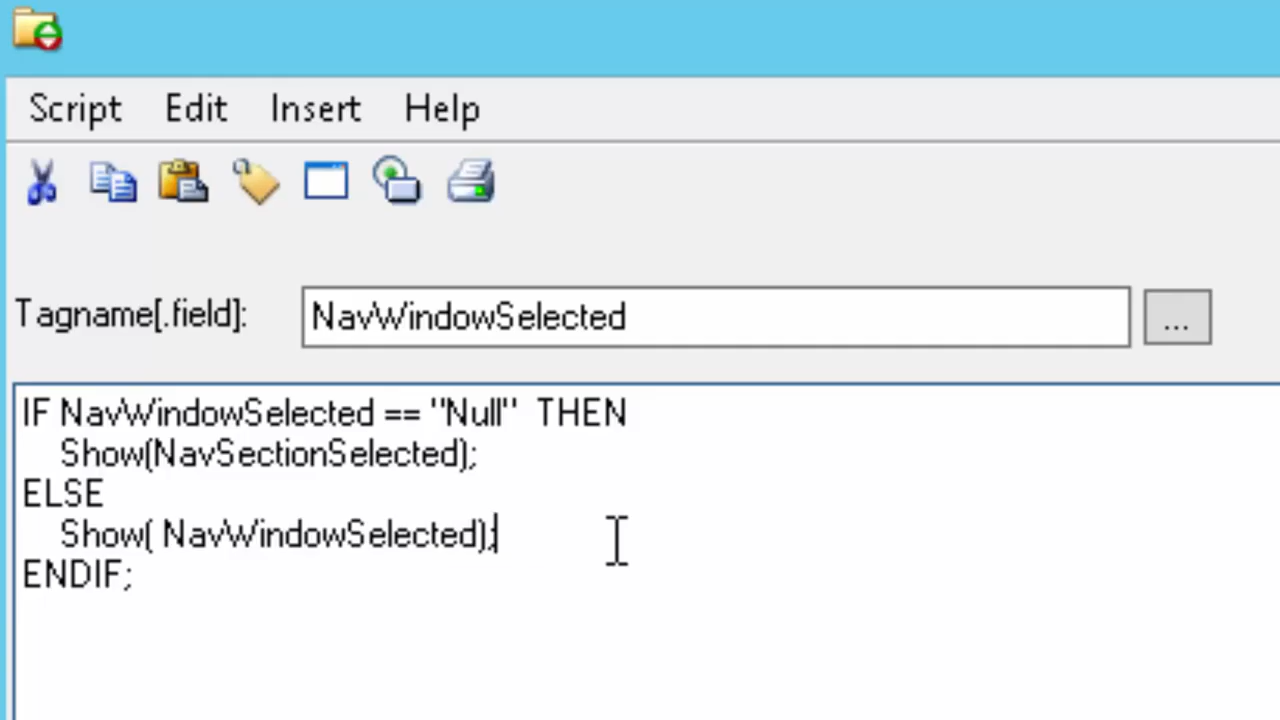 Script Edit Insert Help
Tagname[.field]: NavWindowSelected ...
IF NavWindowSelected == "Null"  THEN
    Show(NavSectionSelected);
ELSE
    Show( NavWindowSelected);
ENDIF;